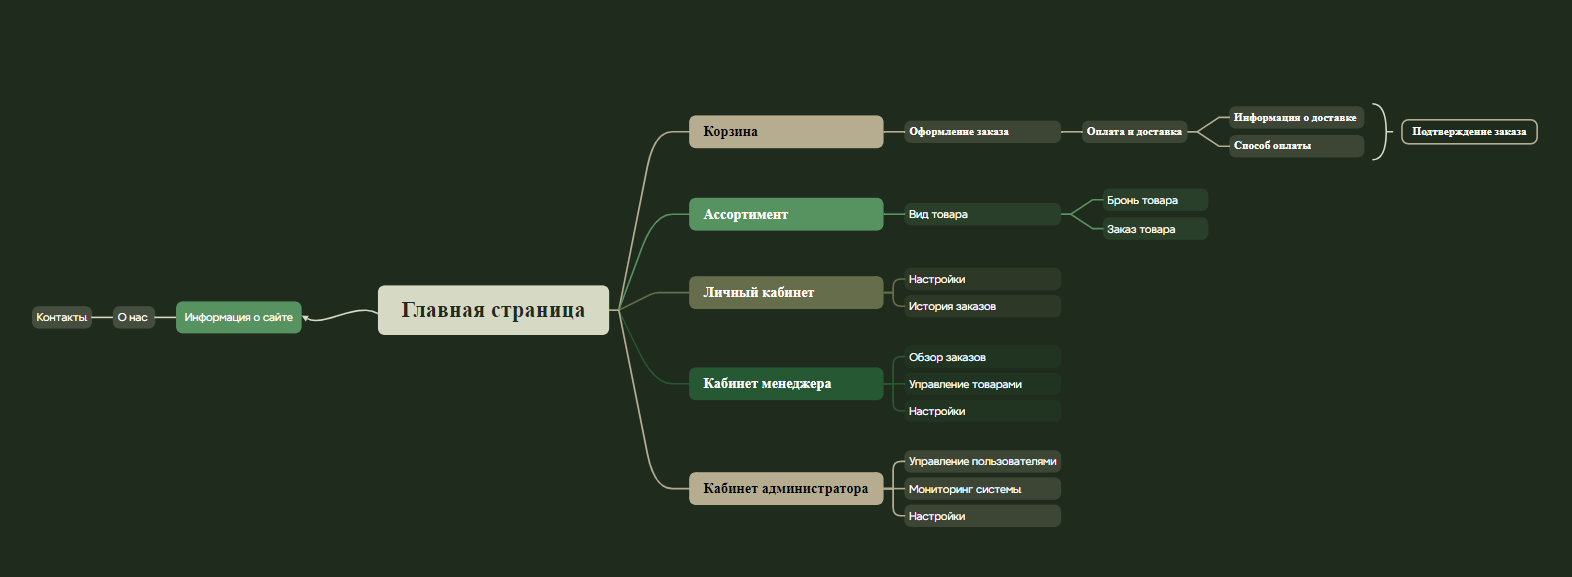 Контакты
О нас
Информация о сайте
Главная страница
Корзина
Оформление заказа
Оплата и доставка
Информация о доставке
Способ оплаты
Подтверждение заказа
Ассортимент
Вид товара
Бронь товара
Заказ товара
Личный кабинет
Настройки
История заказов
Кабинет менеджера
Обзор заказов
Управление товарами
Настройки
Кабинет администратора
Управление пользователями
Мониторинг системы
Настройки